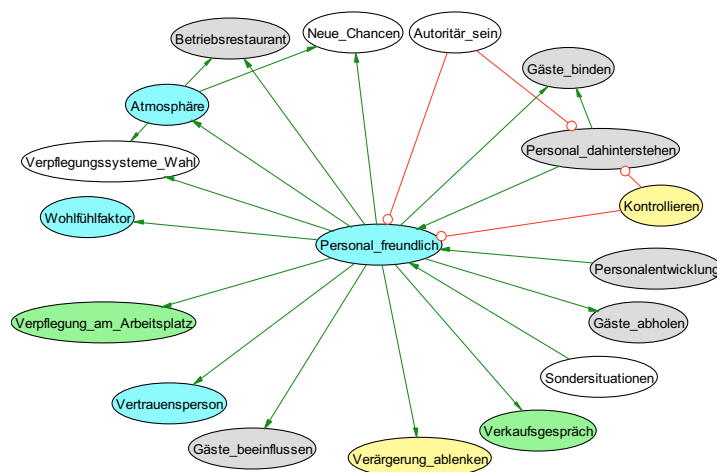 Neue_Chancen
Autoritär_sein
Betriebsrestaurant
Gäste_binden
Atmosphäre
Personal_dahinterstehen
Verpflegungssysteme_Wahl
Kontrollieren
Wohlfühlfaktor
Personal_freundlich
Personalentwicklung
Verpflegung_am_Arbeitsplatz
Gäste_abholen
Sondersituationen
Vertrauensperson
Verkaufsgespräch
Gäste_beeinflussen
Verärgerung_ablenken